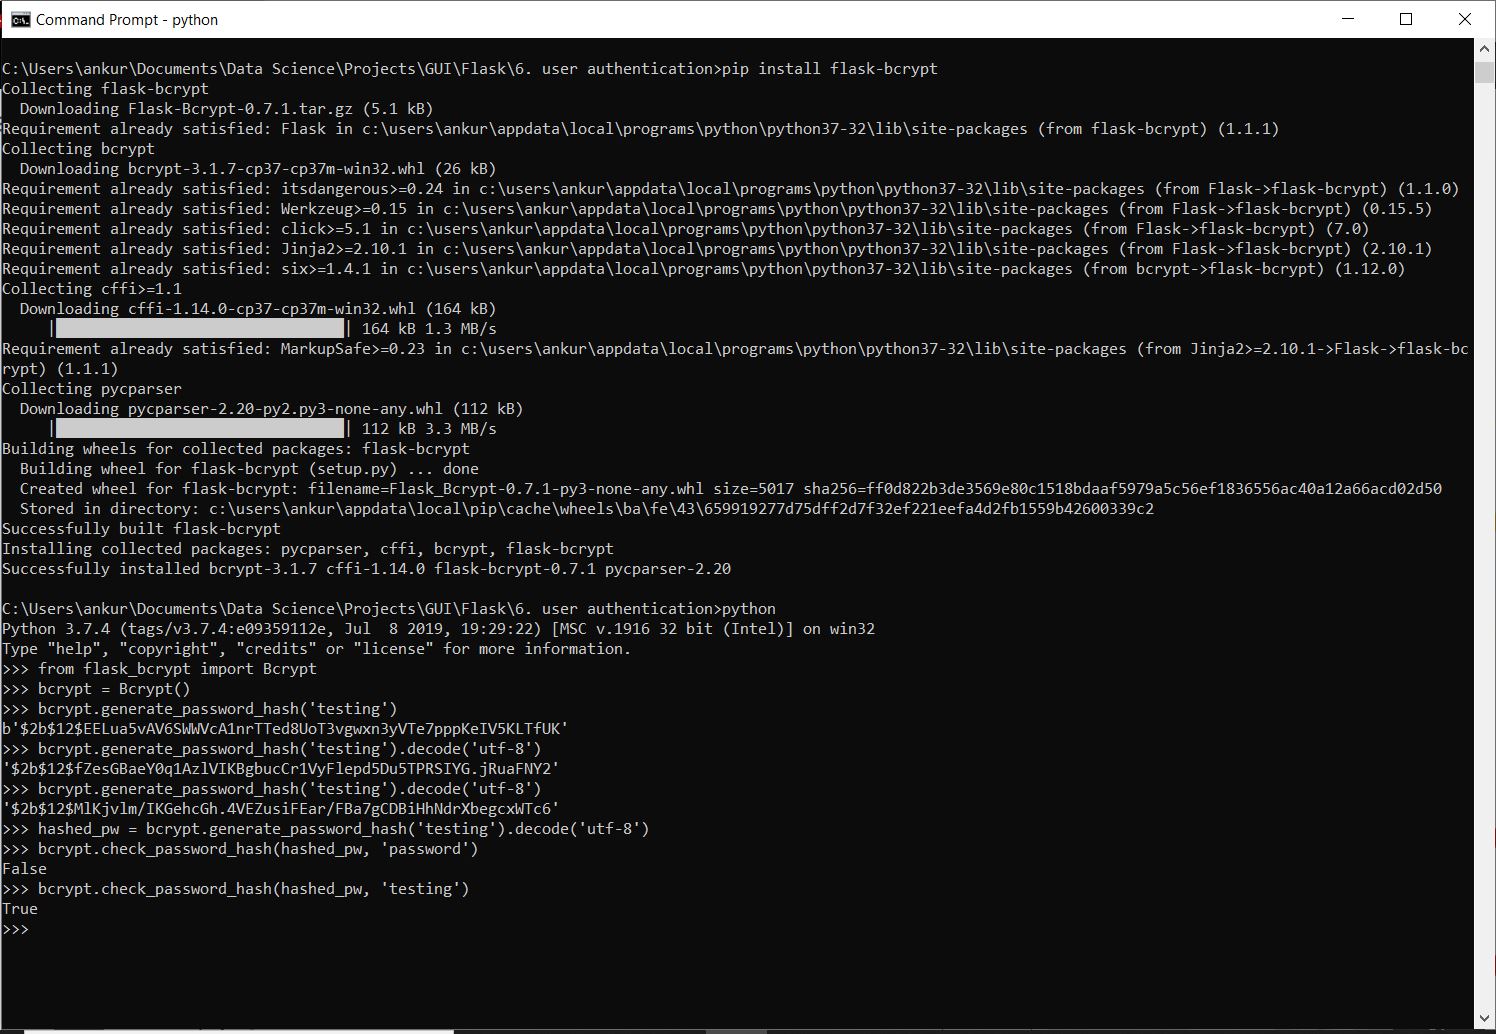 Command Prompt - python
C:\Users\ankur\Documents\Data Science\Projects\GUI\Flask\6. user authentication>pip install flask-bcrypt
Collecting flask-bcrypt
  Downloading Flask-Bcrypt-0.7.1.tar.gz (5.1 kB)
Requirement already satisfied: Flask in c:\users\ankur\appdata\local\programs\python\python37-32\lib\site-packages (from flask-bcrypt) (1.1.1)
Collecting bcrypt
  Downloading bcrypt-3.1.7-cp37-cp37m-win32.whl (26 kB)
Requirement already satisfied: itsdangerous>=0.24 in c:\users\ankur\appdata\local\programs\python\python37-32\lib\site-packages (from Flask->flask-bcrypt) (1.1.0)
Requirement already satisfied: Werkzeug>=0.15 in c:\users\ankur\appdata\local\programs\python\python37-32\lib\site-packages (from Flask->flask-bcrypt) (0.15.5)
Requirement already satisfied: click>=5.1 in c:\users\ankur\appdata\local\programs\python\python37-32\lib\site-packages (from Flask->flask-bcrypt) (7.0)
Requirement already satisfied: Jinja2>=2.10.1 in c:\users\ankur\appdata\local\programs\python\python37-32\lib\site-packages (from Flask->flask-bcrypt) (2.10.1)
Requirement already satisfied: six>=1.4.1 in c:\users\ankur\appdata\local\programs\python\python37-32\lib\site-packages (from bcrypt->flask-bcrypt) (1.12.0)
Collecting cffi>=1.1
  Downloading cffi-1.14.0-cp37-cp37m-win32.whl (164 kB)
     |████████████████████████████████| 164 kB 1.3 MB/s
Requirement already satisfied: MarkupSafe>=0.23 in c:\users\ankur\appdata\local\programs\python\python37-32\lib\site-packages (from Jinja2>=2.10.1->Flask->flask-bc
rypt) (1.1.1)
Collecting pycparser
  Downloading pycparser-2.20-py2.py3-none-any.whl (112 kB)
     |████████████████████████████████| 112 kB 3.3 MB/s
Building wheels for collected packages: flask-bcrypt
  Building wheel for flask-bcrypt (setup.py) ... done
  Created wheel for flask-bcrypt: filename=Flask_Bcrypt-0.7.1-py3-none-any.whl size=5017 sha256=ff0d822b3de3569e80c1518bdaaf5979a5c56ef1836556ac40a12a66acd02d50
  Stored in directory: c:\users\ankur\appdata\local\pip\cache\wheels\ba\fe\43\659919277d75dff2d7f32ef221eefa4d2fb1559b42600339c2
Successfully built flask-bcrypt
Installing collected packages: pycparser, cffi, bcrypt, flask-bcrypt
Successfully installed bcrypt-3.1.7 cffi-1.14.0 flask-bcrypt-0.7.1 pycparser-2.20
C:\Users\ankur\Documents\Data Science\Projects\GUI\Flask\6. user authentication>python
Python 3.7.4 (tags/v3.7.4:e09359112e, Jul  8 2019, 19:29:22) [MSC v.1916 32 bit (Intel)] on win32
Type "help", "copyright", "credits" or "license" for more information.
>>> from flask_bcrypt import Bcrypt
>>> bcrypt = Bcrypt()
>>> bcrypt.generate_password_hash('testing')
b'$2b$12$EELua5vAV6SWWVcA1nrTTed8UoT3vgwxn3yVTe7pppKeIV5KLTfUK'
>>> bcrypt.generate_password_hash('testing').decode('utf-8')
'$2b$12$fZesGBaeY0q1AzlVIKBgbucCr1VyFlepd5Du5TPRSIYG.jRuaFNY2'
>>> bcrypt.generate_password_hash('testing').decode('utf-8')
'$2b$12$MlKjvlm/IKGehcGh.4VEZusiFEar/FBa7gCDBiHhNdrXbegcxWTc6'
>>> hashed_pw = bcrypt.generate_password_hash('testing').decode('utf-8')
>>> bcrypt.check_password_hash(hashed_pw, 'password')
False
>>> bcrypt.check_password_hash(hashed_pw, 'testing')
True
>>>